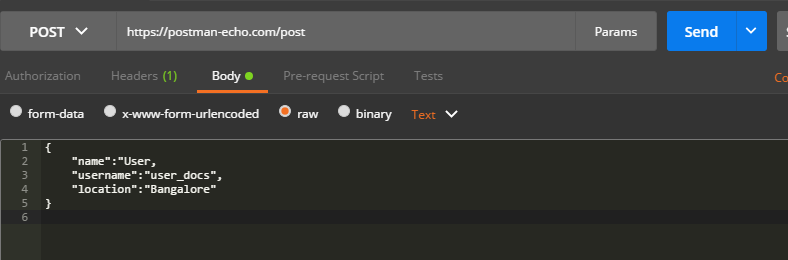 POST https://postman-echo.com/post Params Send
Authorization Headers (1) Body Pre-request Script Tests Co
form-data x-www-form-urlencoded raw binary Text
1 {
2 "name":"User,
3 "username":"user_docs",
4 "location":"Bangalore"
5 }
6